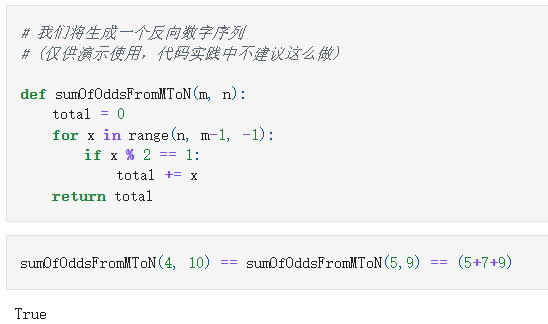 # 我们将生成一个反向数字序列
# (仅供演示使用，代码实践中不建议这么做)
def sumOfOddsFromMToN(m, n):
    total = 0
    for x in range(n, m-1, -1):
        if x % 2 == 1:
            total += x
    return total
sumOfOddsFromMToN(4, 10) == sumOfOddsFromMToN(5,9) == (5+7+9)
True